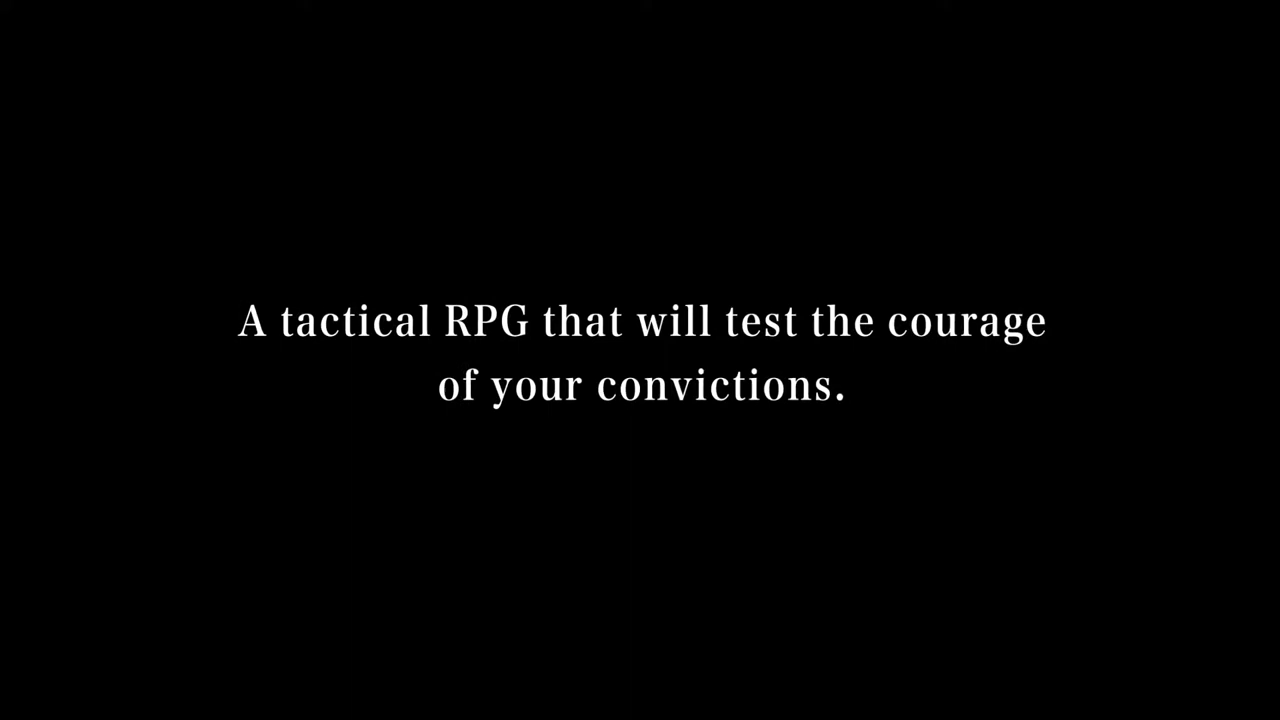 A tactical RPG that will test the courage
of your convictions.